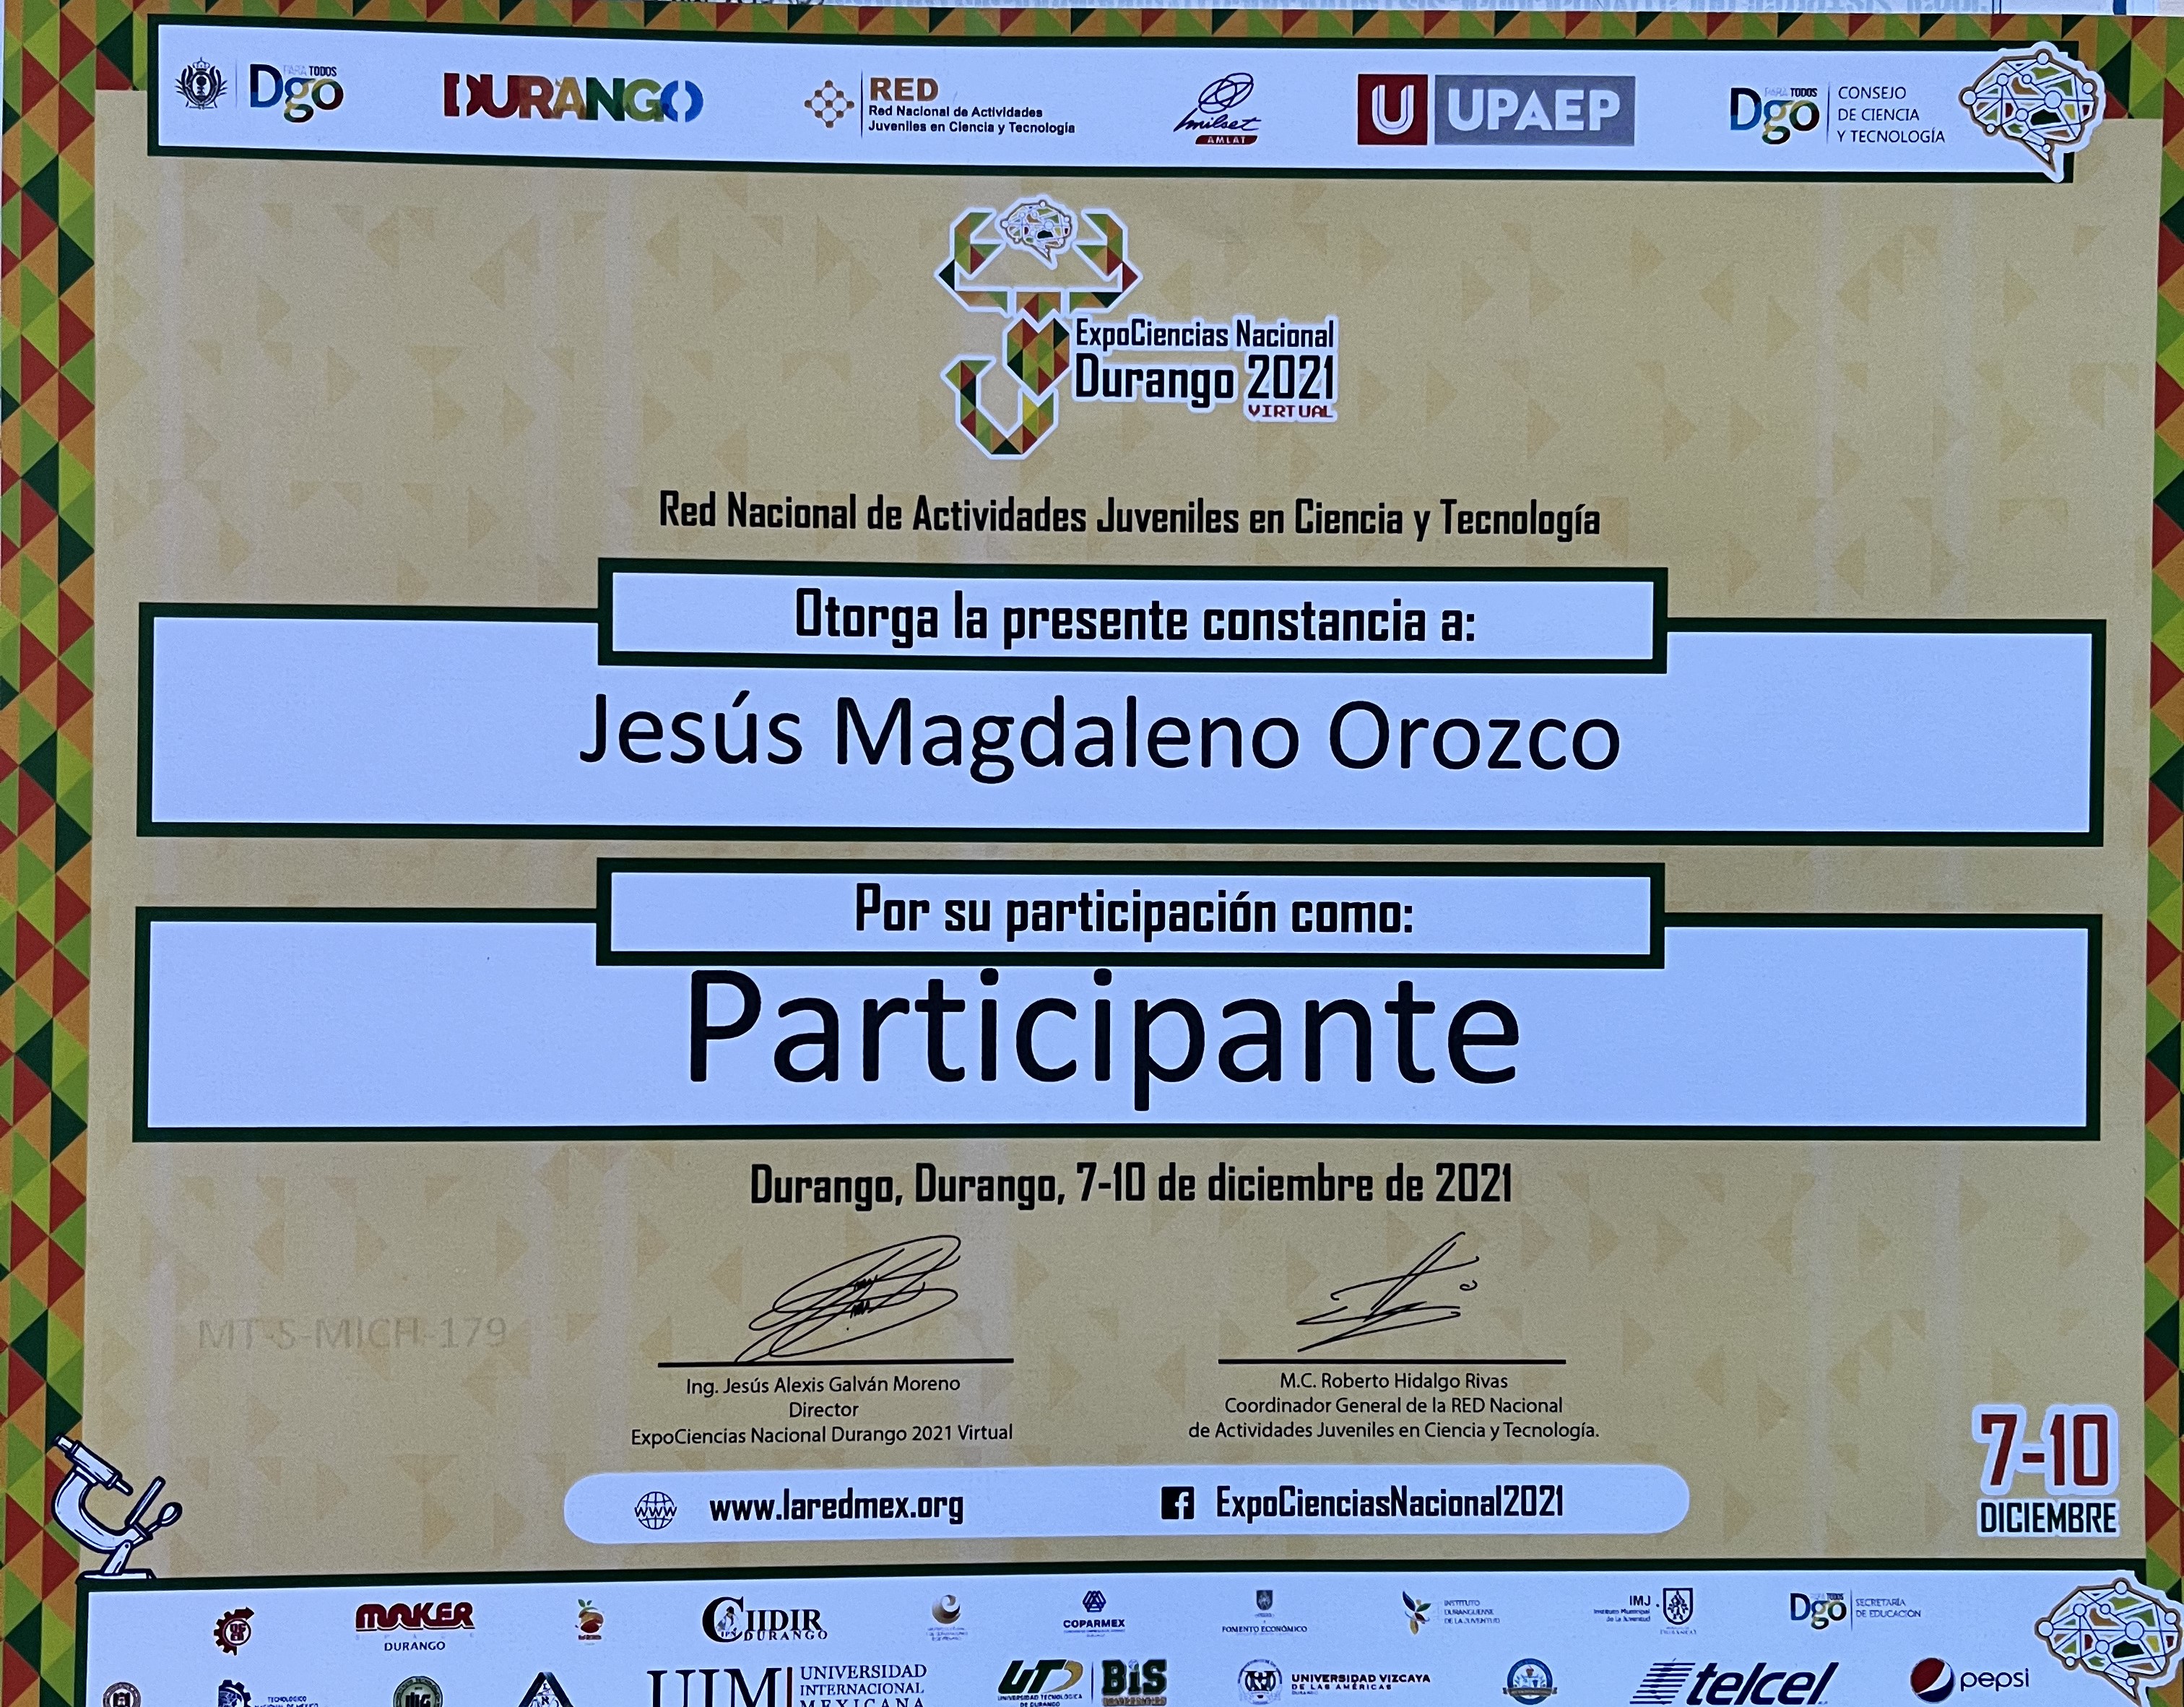 PARA TODOS
Dgo
DURANGO
RED
Red Nacional de Actividades
Juveniles en Ciencia y Tecnología
milset
AMLAT
U UPAEP
PARA TODOS
Dgo
CONSEJO
DE CIENCIA
Y TECNOLOGÍA
ExpoCiencias Nacional
Durango 2021
VIRTUAL
Red Nacional de Actividades Juveniles en Ciencia y Tecnología
Otorga la presente constancia a:
Jesús Magdaleno Orozco
Por su participación como:
Participante
Durango, Durango, 7-10 de diciembre de 2021
MT-S-MICH-179
Ing. Jesús Alexis Galván Moreno
Director
ExpoCiencias Nacional Durango 2021 Virtual
M.C. Roberto Hidalgo Rivas
Coordinador General de la RED Nacional
de Actividades Juveniles en Ciencia y Tecnología.
www.laredmex.org
ExpoCienciasNacional2021
7-10
DICIEMBRE
MAKER
DURANGO
CIIDIR
DURANGO
COPARMEX
FOMENTO ECONÓMICO
INSTITUTO
DURANGUENSE
DE LA JUVENTUD
IMJ
Instituto Municipal
de la Juventud
Dgo
SECRETARÍA
DE EDUCACIÓN
UIM
UNIVERSIDAD
INTERNACIONAL
MEXICANA
UTD
UNIVERSIDAD TECNOLÓGICA
DE DURANGO
BiS
UNIVERSIDAD VIZCAYA
DE LAS AMÉRICAS
telcel
pepsi